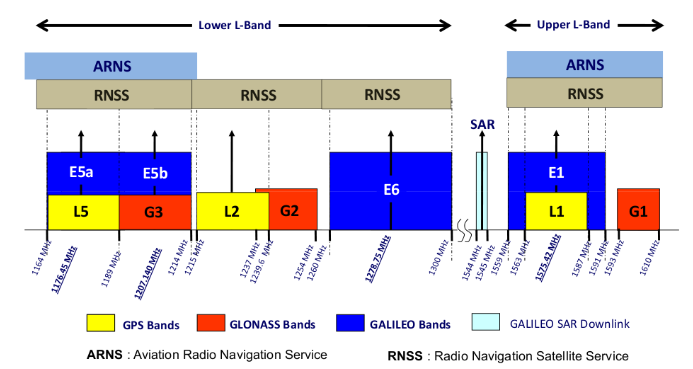 Lower L-Band
Upper L-Band
ARNS
ARNS
RNSS
RNSS
RNSS
RNSS
SAR
E5a
E5b
E6
E1
L5
G3
L2
G2
L1
G1
1164 MHz
1176.45 MHz
1189 MHz
1207.140 MHz
1214 MHz
1215 MHz
1237 MHz
1239.6 MHz
1254 MHz
1260 MHz
1278.75 MHz
1300 MHz
1544 MHz
1545 MHz
1559 MHz
1563 MHz
1575.42 MHz
1587 MHz
1591 MHz
1593 MHz
1610 MHz
GPS Bands
GLONASS Bands
GALILEO Bands
GALILEO SAR Downlink
ARNS : Aviation Radio Navigation Service
RNSS : Radio Navigation Satellite Service